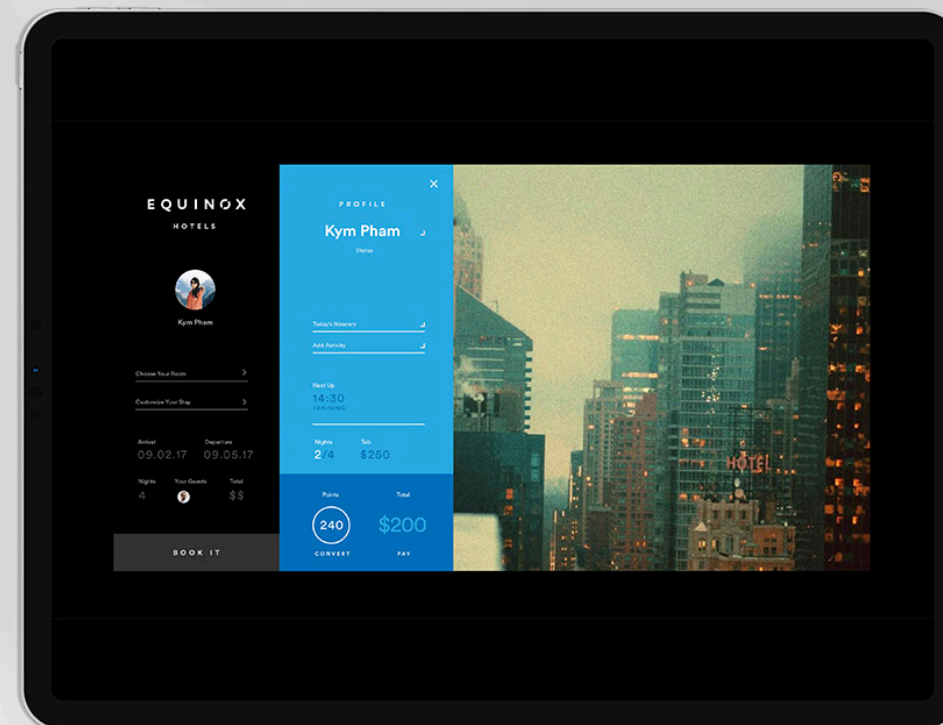 EQUINOX
HOTELS
Kym Pham
Choose Your Room
Customize Your Stay
Arrival Departure
09.02.17 09.05.17
Nights Your Guests Total
4 $$
BOOK IT
PROFILE
Kym Pham
Status
Today's Itinerary
Add Activity
Next Up
14:30
TRAINING
Nights Tab
2/4 $250
Points Total
240 $200
CONVERT PAY
HOTEL